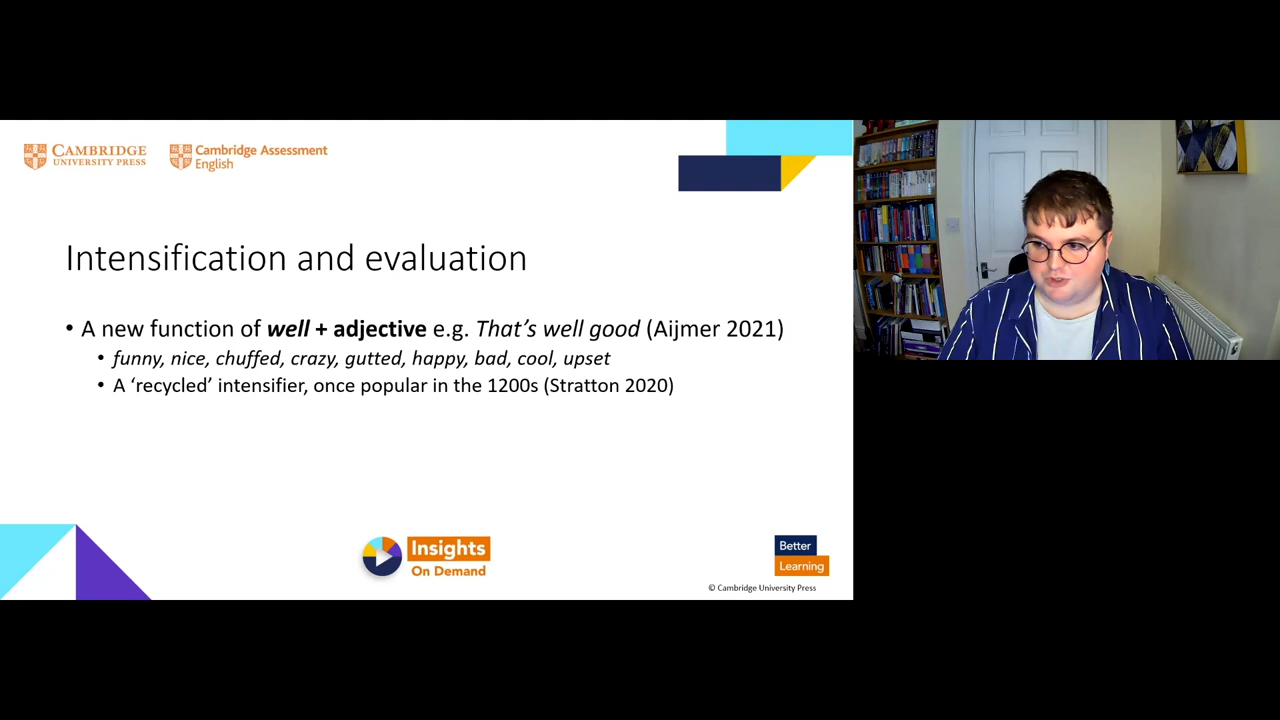 CAMBRIDGE
UNIVERSITY PRESS
Cambridge Assessment
English
Intensification and evaluation
• A new function of well + adjective e.g. That’s well good (Aijmer 2021)
• funny, nice, chuffed, crazy, gutted, happy, bad, cool, upset
• A ‘recycled’ intensifier, once popular in the 1200s (Stratton 2020)
Insights
On Demand
Better
Learning
© Cambridge University Press